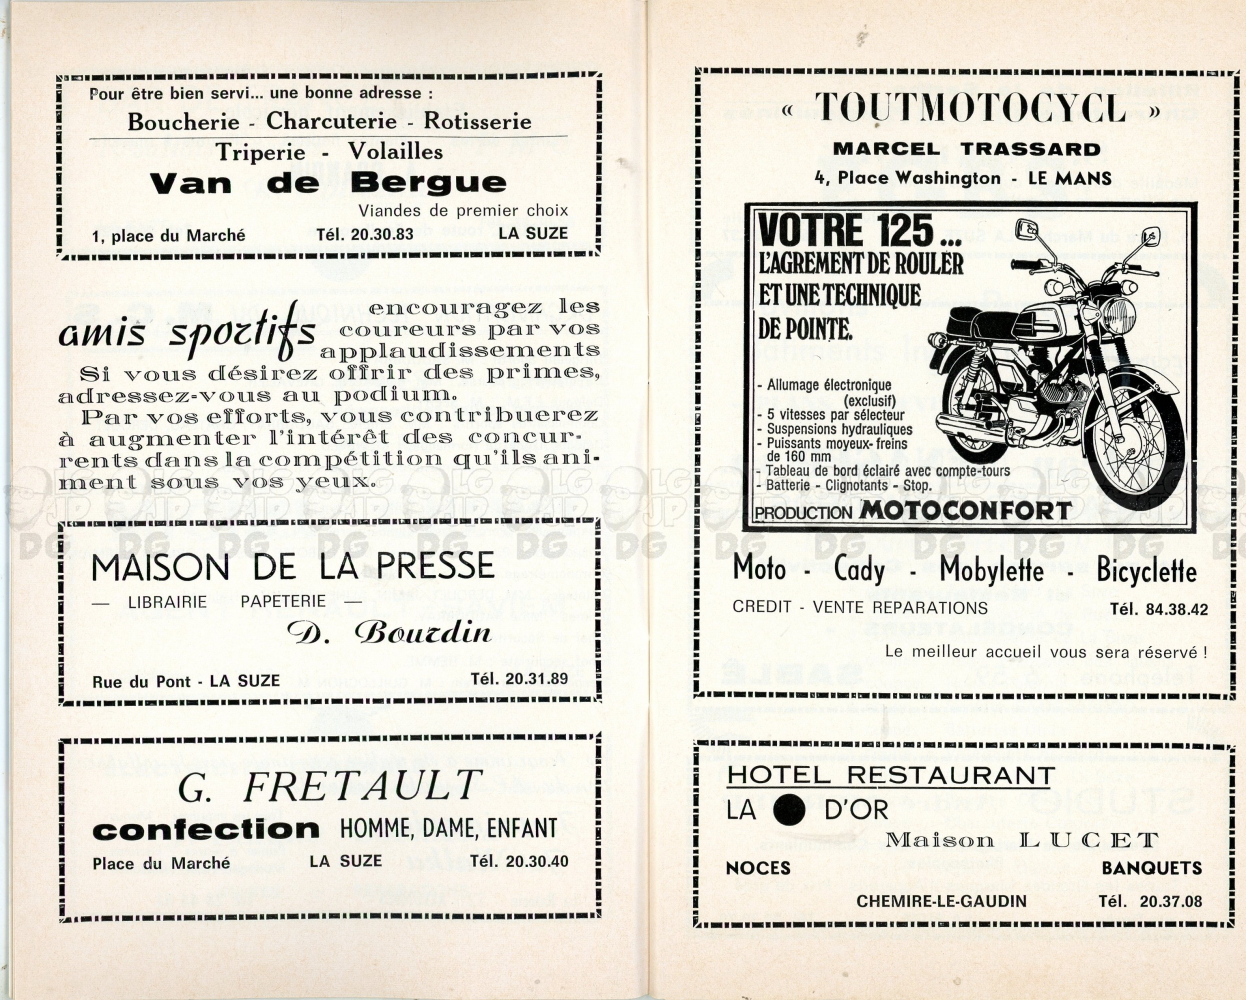 Pour être bien servi... une bonne adresse :
Boucherie - Charcuterie - Rotisserie
Triperie - Volailles
Van de Bergue
Viandes de premier choix
1, place du Marché Tél. 20.30.83 LA SUZE
amis sportifs encouragez les
coureurs par vos
applaudissements
Si vous désirez offrir des primes,
adressez-vous au podium.
Par vos efforts, vous contribuerez
à augmenter l'intérêt des concur-
rents dans la compétition qu'ils ani-
ment sous vos yeux.
MAISON DE LA PRESSE
— LIBRAIRIE PAPETERIE —
D. Bourdin
Rue du Pont - LA SUZE Tél. 20.31.89
G. FRETAULT
confection HOMME, DAME, ENFANT
Place du Marché LA SUZE Tél. 20.30.40
« TOUTMOTOCYCL »
MARCEL TRASSARD
4, Place Washington - LE MANS
VOTRE 125...
L'AGREMENT DE ROULER
ET UNE TECHNIQUE
DE POINTE.
- Allumage électronique
(exclusif)
- 5 vitesses par sélecteur
- Suspensions hydrauliques
- Puissants moyeux-freins
de 160 mm
- Tableau de bord éclairé avec compte-tours
- Batterie - Clignotants - Stop.
PRODUCTION MOTOCONFORT
Moto - Cady - Mobylette - Bicyclette
CREDIT - VENTE REPARATIONS Tél. 84.38.42
Le meilleur accueil vous sera réservé !
HOTEL RESTAURANT
LA ● D'OR
Maison LUCET
NOCES BANQUETS
CHEMIRE-LE-GAUDIN Tél. 20.37.08